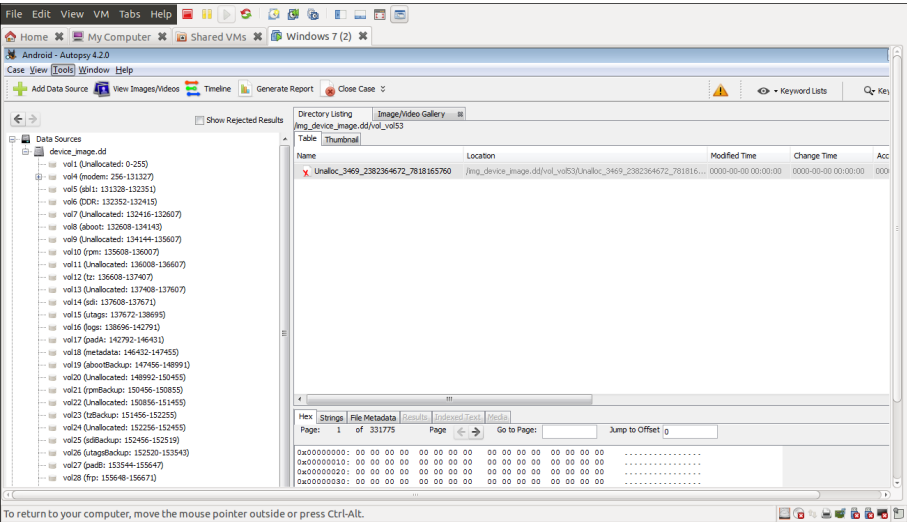 File Edit View VM Tabs Help
Home My Computer Shared VMs Windows 7 (2)
Android - Autopsy 4.2.0
Case View Tools Window Help
Add Data Source View Images/Videos Timeline Generate Report Close Case Keyword Lists
Show Rejected Results
Directory Listing Image/Video Gallery
/img_device_image.dd/vol_vol53
Table Thumbnail
Name Location Modified Time Change Time
Unalloc_3469_2382364672_7818165760 /img_device_image.dd/vol_vol53/Unalloc_3469_2382364672_781816... 0000-00-00 00:00:00 0000-00-00 00:00:00
Data Sources
device_image.dd
vol1 (Unallocated: 0-255)
vol4 (modem: 256-131327)
vol5 (sbl1: 131328-132351)
vol6 (DDR: 132352-132415)
vol7 (Unallocated: 132416-132607)
vol8 (aboot: 132608-134143)
vol9 (Unallocated: 134144-135607)
vol10 (rpm: 135608-136007)
vol11 (Unallocated: 136008-136607)
vol12 (tz: 136608-137407)
vol13 (Unallocated: 137408-137607)
vol14 (sdi: 137608-137671)
vol15 (utags: 137672-138695)
vol16 (logs: 138696-142791)
vol17 (padA: 142792-146431)
vol18 (metadata: 146432-147455)
vol19 (abootBackup: 147456-148991)
vol20 (Unallocated: 148992-150455)
vol21 (rpmBackup: 150456-150855)
vol22 (Unallocated: 150856-151455)
vol23 (tzBackup: 151456-152255)
vol24 (Unallocated: 152256-152455)
vol25 (sdiBackup: 152456-152519)
vol26 (utagsBackup: 152520-153543)
vol27 (padB: 153544-155647)
vol28 (frp: 155648-156671)
Hex Strings File Metadata Results Indexed Text Media
Page: 1 of 331775 Page Go to Page: Jump to Offset 0
0x00000000: 00 00 00 00 00 00 00 00 00 00 00 00 00 00 00 00 ................
0x00000010: 00 00 00 00 00 00 00 00 00 00 00 00 00 00 00 00 ................
0x00000020: 00 00 00 00 00 00 00 00 00 00 00 00 00 00 00 00 ................
0x00000030: 00 00 00 00 00 00 00 00 00 00 00 00 00 00 00 00 ................
To return to your computer, move the mouse pointer outside or press Ctrl-Alt.